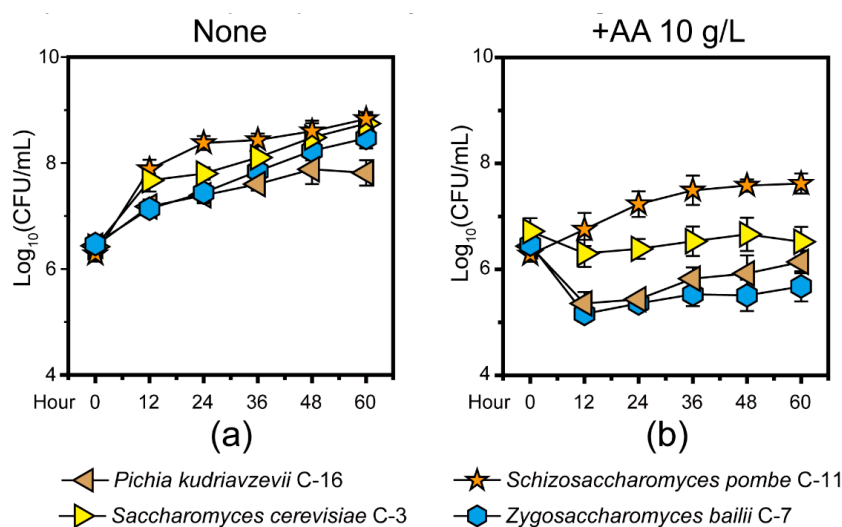 None
+AA 10 g/L
Log10(CFU/mL)
10
8
6
4
Hour 0 12 24 36 48 60
(a)
Log10(CFU/mL)
10
8
6
4
Hour 0 12 24 36 48 60
(b)
Pichia kudriavzevii C-16
Saccharomyces cerevisiae C-3
Schizosaccharomyces pombe C-11
Zygosaccharomyces bailii C-7